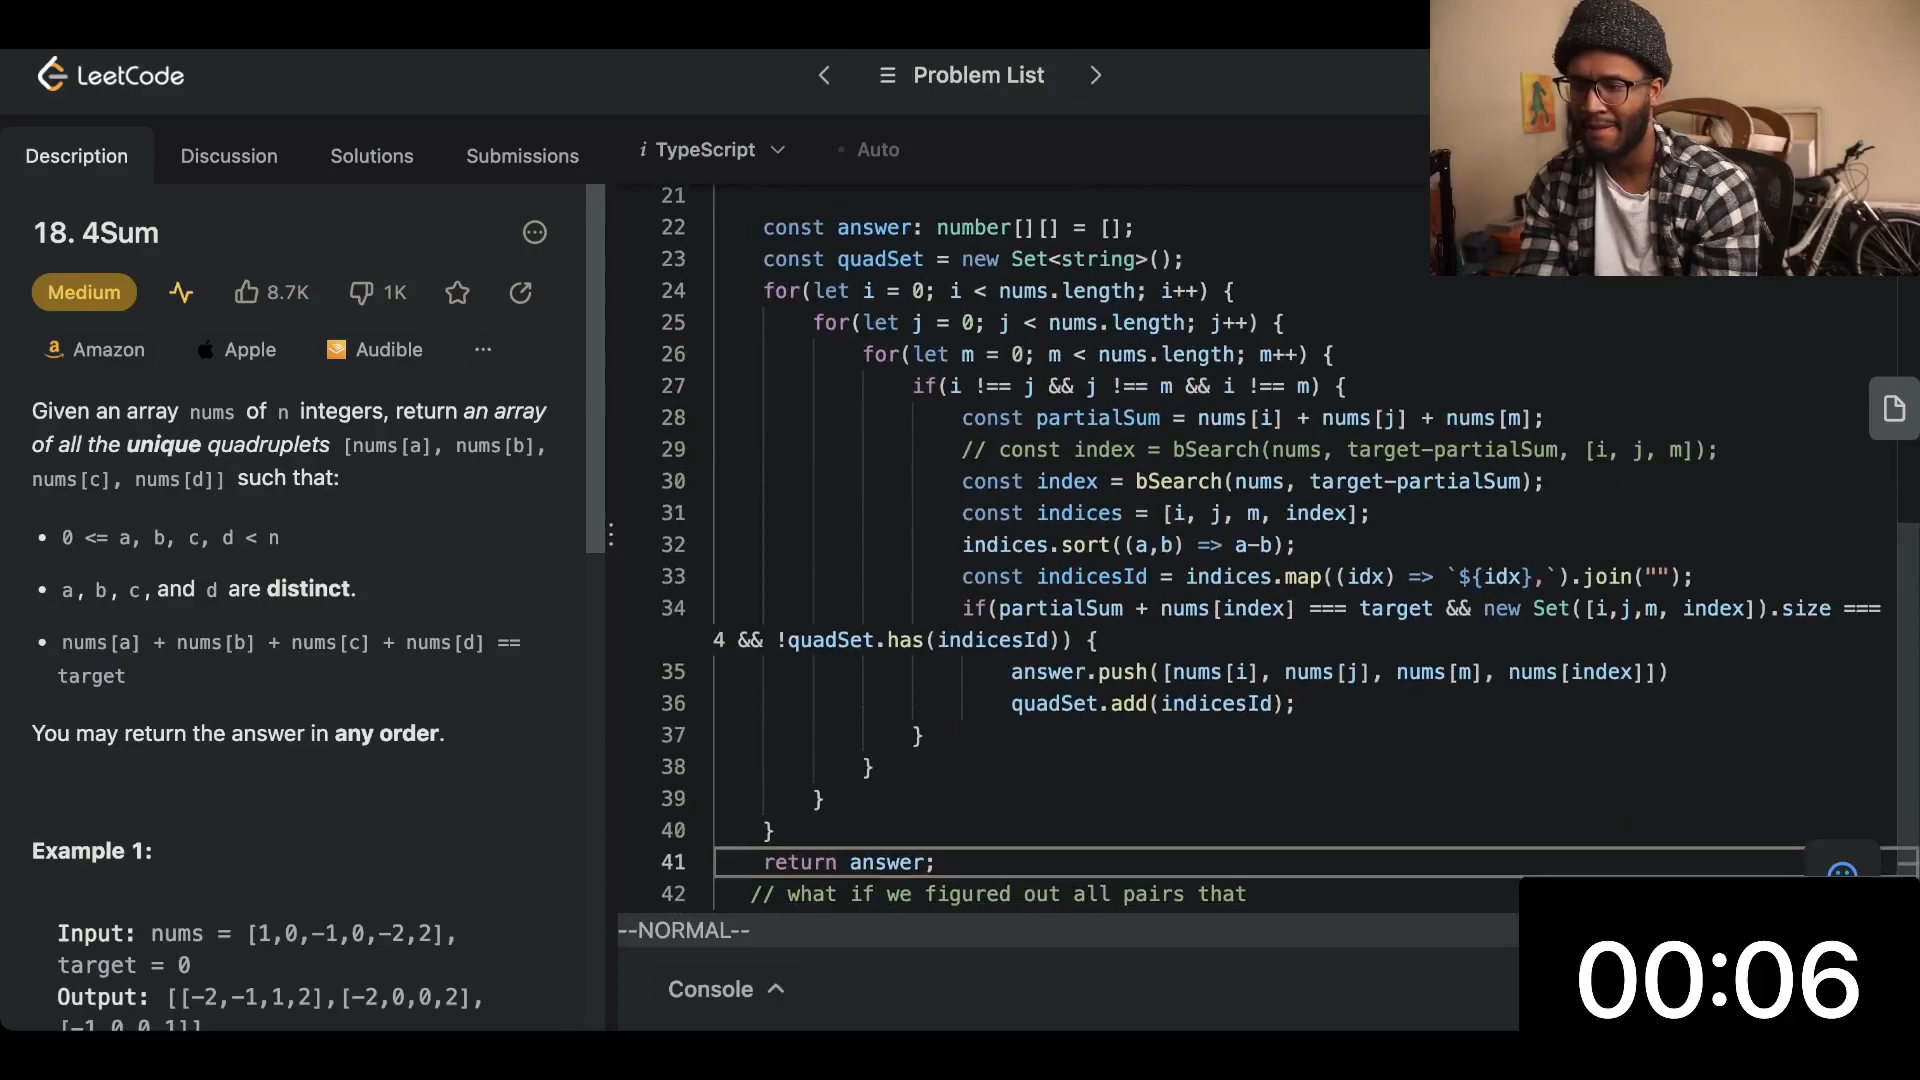 LeetCode
Problem List
Description
Discussion
Solutions
Submissions
i TypeScript
Auto
18. 4Sum
Medium
8.7K
1K
Amazon
Apple
Audible
Given an array nums of n integers, return an array
of all the unique quadruplets [nums[a], nums[b],
nums[c], nums[d]] such that:
• 0 <= a, b, c, d < n
• a, b, c, and d are distinct.
• nums[a] + nums[b] + nums[c] + nums[d] ==
target
You may return the answer in any order.
Example 1:
Input: nums = [1,0,-1,0,-2,2],
target = 0
Output: [[-2,-1,1,2],[-2,0,0,2],
[-1,0,0,1]]
21
22 const answer: number[][] = [];
23 const quadSet = new Set<string>();
24 for(let i = 0; i < nums.length; i++) {
25 for(let j = 0; j < nums.length; j++) {
26 for(let m = 0; m < nums.length; m++) {
27 if(i !== j && j !== m && i !== m) {
28 const partialSum = nums[i] + nums[j] + nums[m];
29 // const index = bSearch(nums, target-partialSum, [i, j, m]);
30 const index = bSearch(nums, target-partialSum);
31 const indices = [i, j, m, index];
32 indices.sort((a,b) => a-b);
33 const indicesId = indices.map((idx) => `${idx},`).join("");
34 if(partialSum + nums[index] === target && new Set([i,j,m, index]).size ===
4 && !quadSet.has(indicesId)) {
35 answer.push([nums[i], nums[j], nums[m], nums[index]])
36 quadSet.add(indicesId);
37 }
38 }
39 }
40 }
41 return answer;
42 // what if we figured out all pairs that
--NORMAL--
Console
00:06